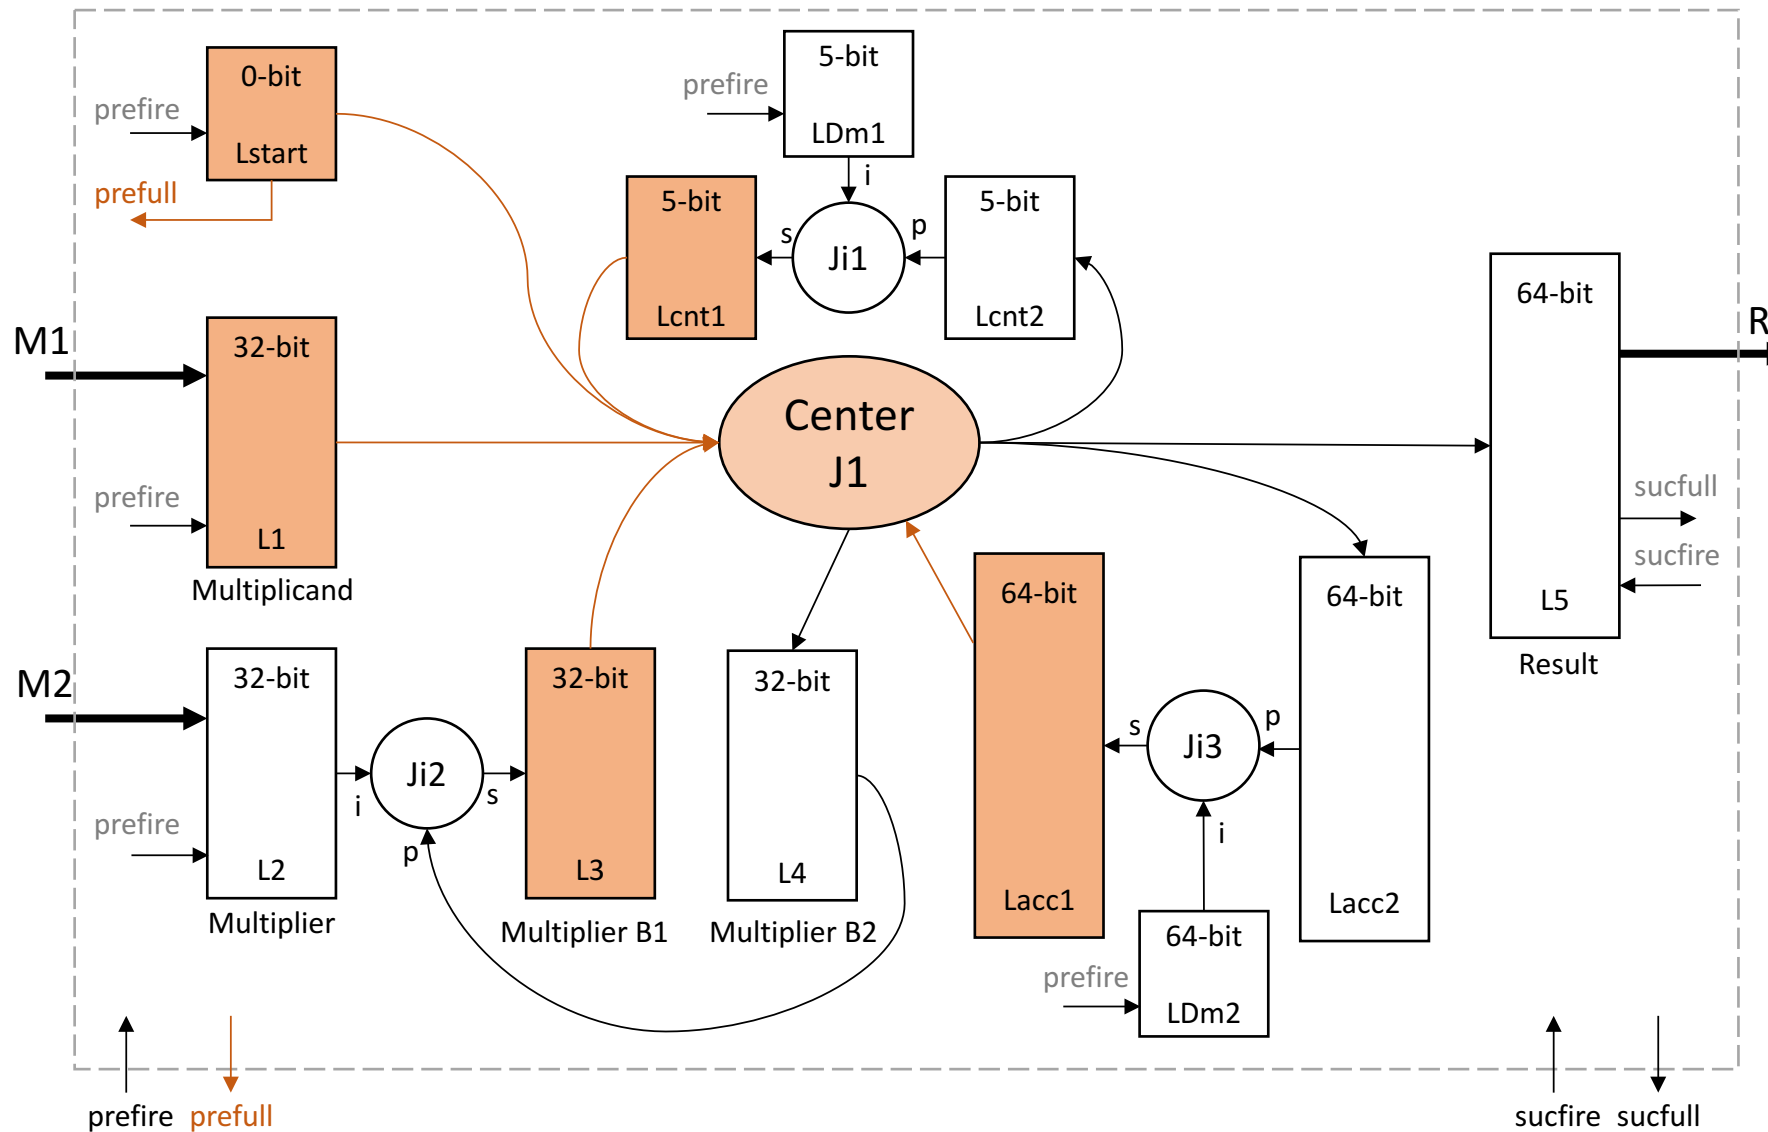 0-bit
Lstart
prefire
prefull
5-bit
LDm1
prefire
i
5-bit
Lcnt1
s
Ji1
p
5-bit
Lcnt2
M1
32-bit
L1
prefire
Multiplicand
Center
J1
64-bit
L5
Result
R
sucfull
sucfire
M2
32-bit
L2
prefire
Multiplier
i
Ji2
s
p
32-bit
L3
Multiplier B1
32-bit
L4
Multiplier B2
64-bit
Lacc1
s
Ji3
p
i
64-bit
Lacc2
64-bit
LDm2
prefire
prefire
prefull
sucfire
sucfull